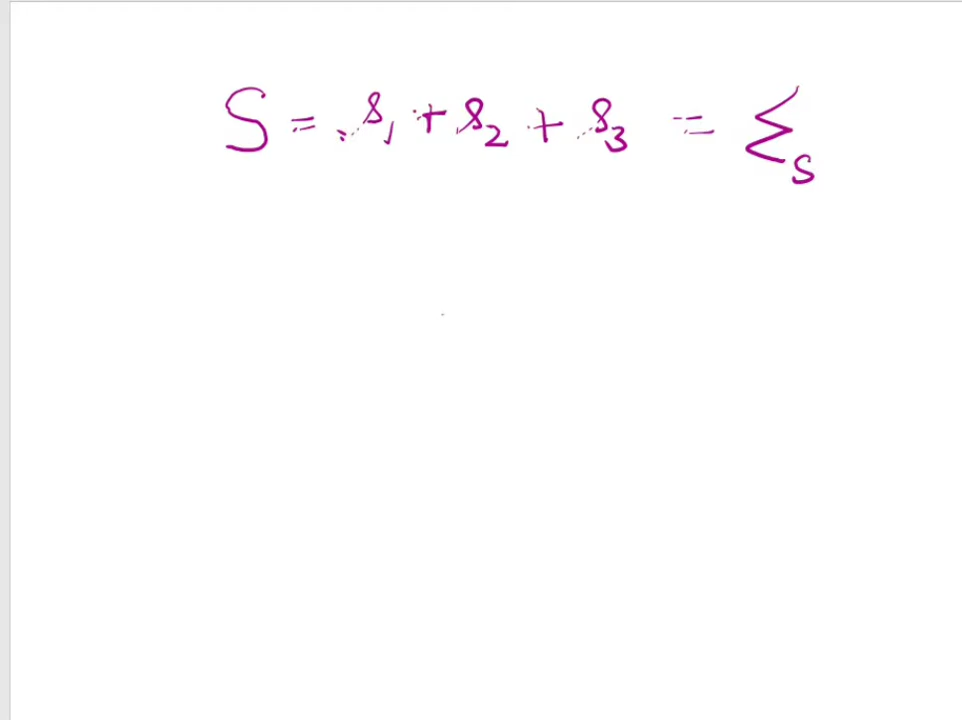 S = s₁ + s₂ + s₃ = Σₛ